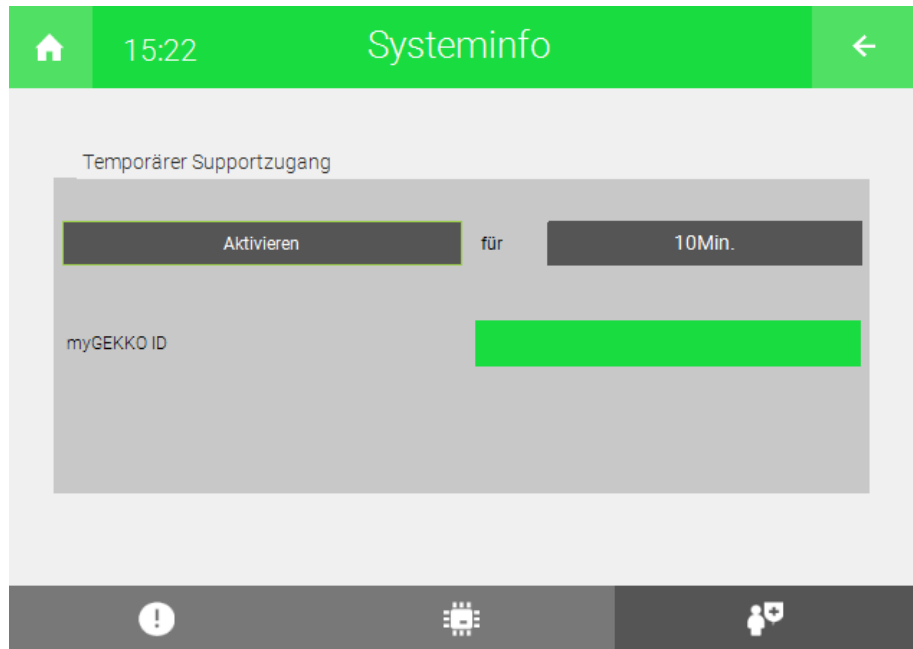 15:22 Systeminfo
Temporärer Supportzugang
Aktivieren für 10Min.
myGEKKO ID